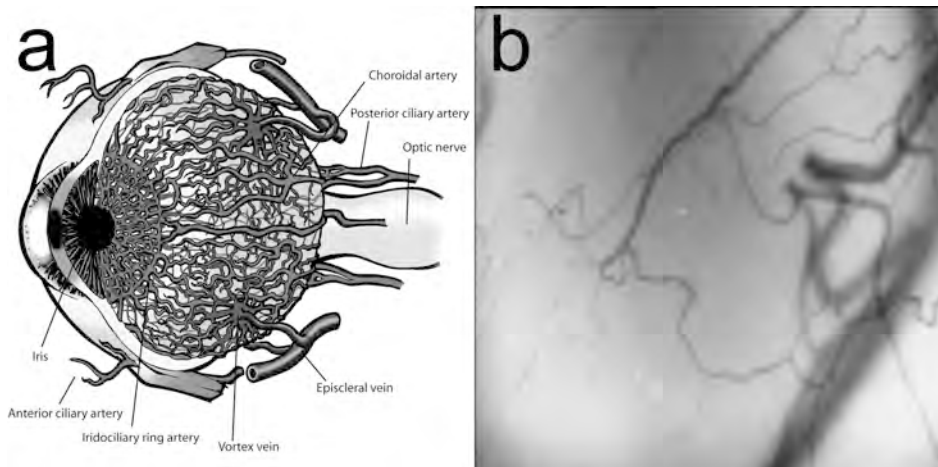 a
b
Choroidal artery
Posterior ciliary artery
Optic nerve
Iris
Episcleral vein
Anterior ciliary artery
Iridociliary ring artery
Vortex vein